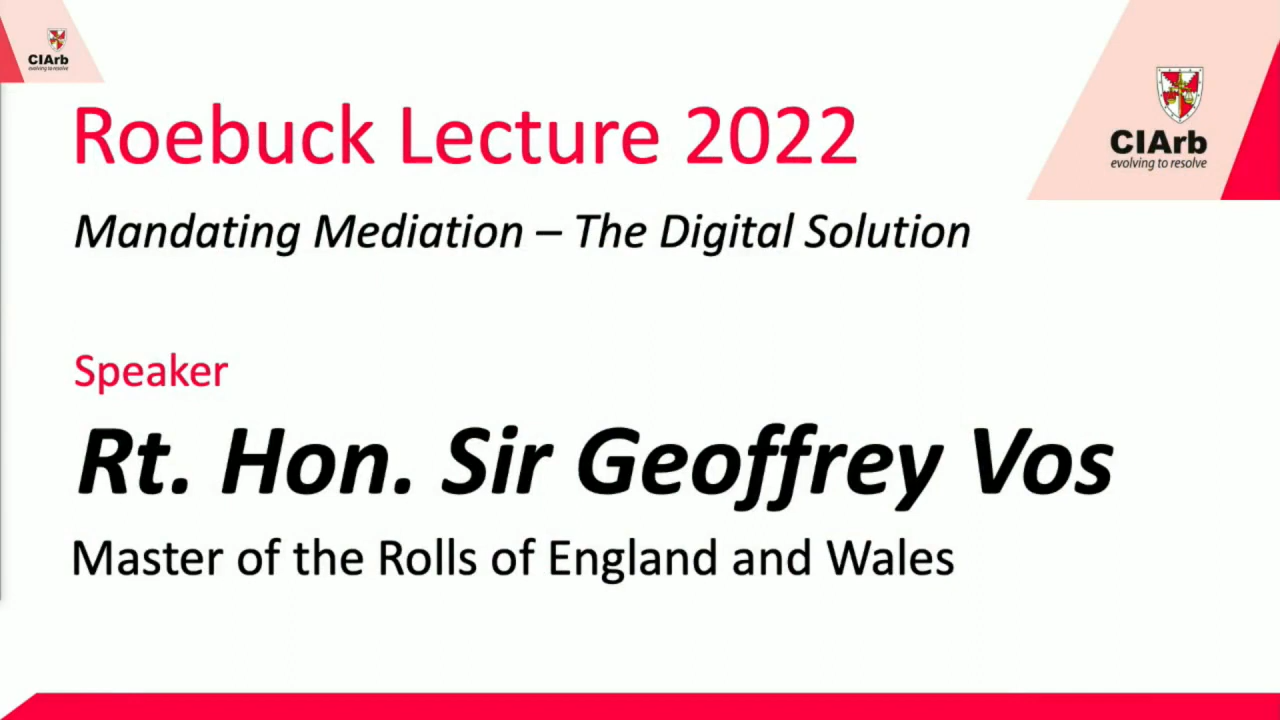 CIArb
evolving to resolve
CIArb
evolving to resolve
Roebuck Lecture 2022
Mandating Mediation – The Digital Solution
Speaker
Rt. Hon. Sir Geoffrey Vos
Master of the Rolls of England and Wales